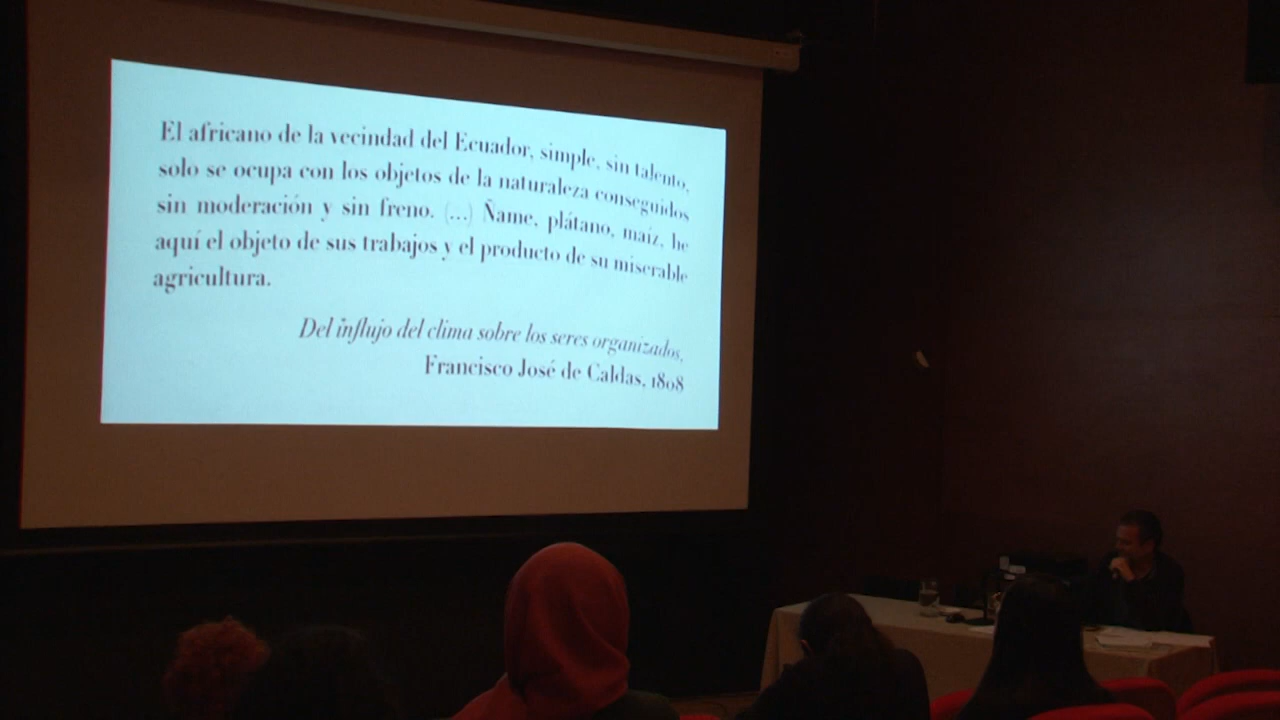 El africano de la vecindad del Ecuador, simple, sin talento,
solo se ocupa con los objetos de la naturaleza conseguidos
sin moderación y sin freno. (...) Ñame, plátano, maíz, he
aquí el objeto de sus trabajos y el producto de su miserable
agricultura.
Del influjo del clima sobre los seres organizados,
Francisco José de Caldas, 1808